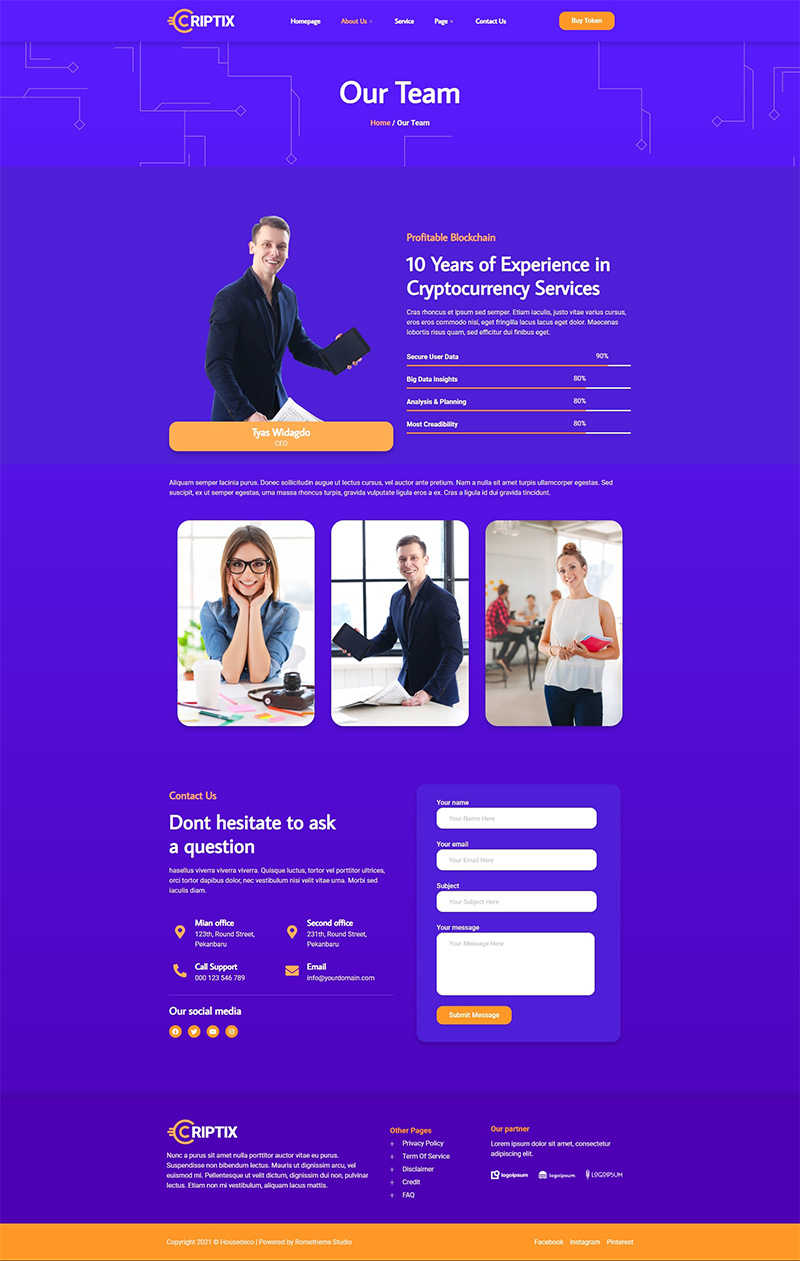 CRIPTIX
Homepage
About Us +
Service
Page +
Contact Us
Buy Token
Our Team
Home / Our Team
Profitable Blockchain
10 Years of Experience in
Cryptocurrency Services
Cras rhoncus et ipsum sed semper. Etiam iaculis, justo vitae varius cursus,
eros eros commodo nisi, eget fringilla lacus lacus eget dolor. Maecenas
lobortis risus quam, sed efficitur dui finibus eget.
Secure User Data 90%
Big Data Insights 80%
Analysis & Planning 80%
Most Creadibility 80%
Tyas Widagdo
CEO
Aliquam semper lacinia purus. Donec sollicitudin augue ut lectus cursus, vel auctor ante pretium. Nam a nulla sit amet turpis ullamcorper egestas. Sed
suscipit, ex ut semper egestas, urna massa rhoncus turpis, gravida vulputate ligula eros a ex. Cras a ligula id dui gravida tincidunt.
Contact Us
Dont hesitate to ask
a question
hasellus viverra viverra viverra. Quisque luctus, tortor vel porttitor ultrices,
orci tortor dapibus dolor, nec vestibulum nisi velit vitae urna. Morbi sed
iaculis diam.
Mian office
123th, Round Street,
Pekanbaru
Second office
231th, Round Street,
Pekanbaru
Call Support
000 123 546 789
Email
info@yourdomain.com
Our social media
Your name
Your Name Here
Your email
Your Email Here
Subject
Your Subject Here
Your message
Your Message Here
Submit Message
CRIPTIX
Nunc a purus sit amet nulla porttitor auctor vitae eu purus.
Suspendisse non bibendum lectus. Mauris ut dignissim arcu, vel
euismod mi. Pellentesque ut velit dictum, dignissim dui non, pulvinar
lectus. Etiam non mi vestibulum, aliquam lacus mattis.
Other Pages
+ Privacy Policy
+ Term Of Service
+ Disclaimer
+ Credit
+ FAQ
Our partner
Lorem ipsum dolor sit amet, consectetur
adipiscing elit.
logoipsum
logoipsum
LOGOIPSUM
Copyright 2021 © Housedeco | Powered by Rometheme Studio
Facebook Instagram Pinterest